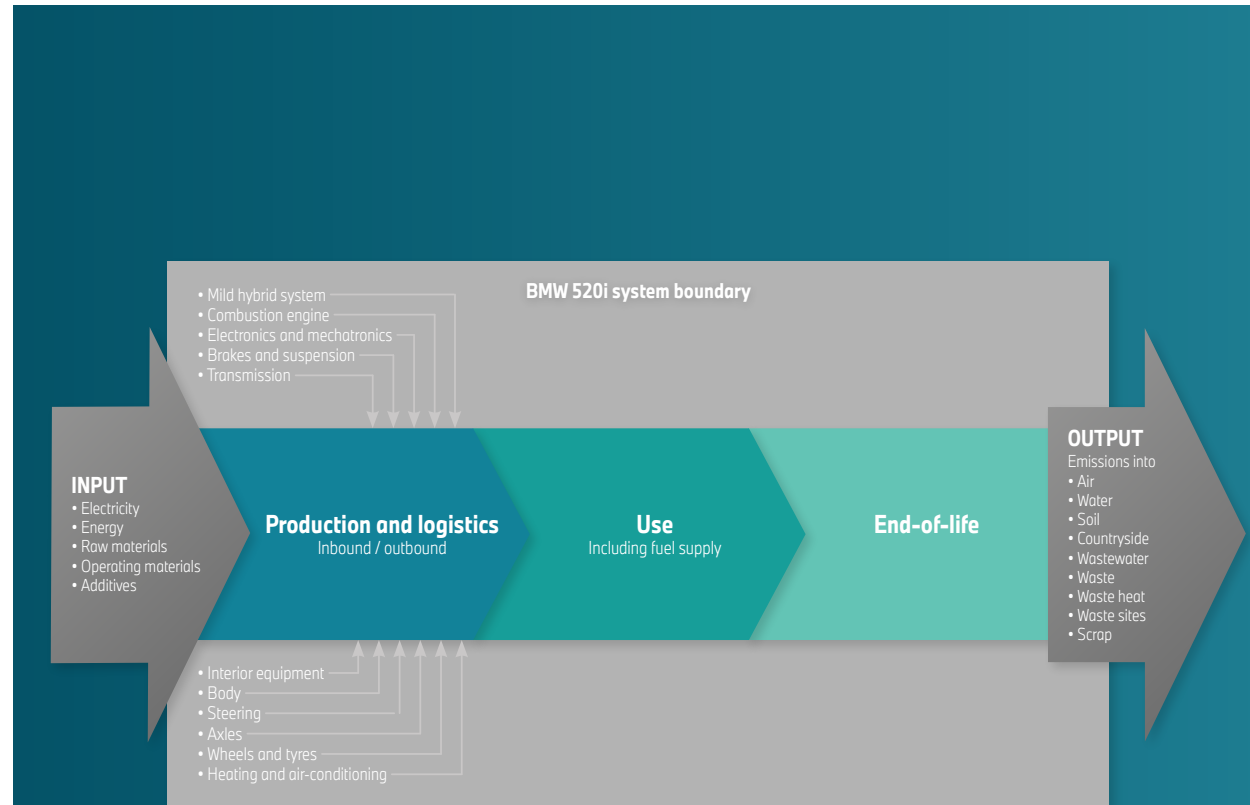 BMW 520i system boundary
• Mild hybrid system
• Combustion engine
• Electronics and mechatronics
• Brakes and suspension
• Transmission
INPUT
• Electricity
• Energy
• Raw materials
• Operating materials
• Additives
Production and logistics
Inbound / outbound
Use
Including fuel supply
End-of-life
OUTPUT
Emissions into
• Air
• Water
• Soil
• Countryside
• Wastewater
• Waste
• Waste heat
• Waste sites
• Scrap
• Interior equipment
• Body
• Steering
• Axles
• Wheels and tyres
• Heating and air-conditioning